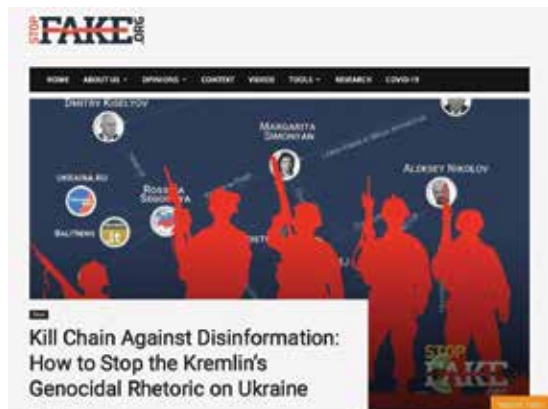 STOP FAKE .ORG
HOME ABOUT US OPINIONS CONTEXT VIDEOS TOOLS RESEARCH COVID-19
DMITRY KISELYOV
MARGARITA
SIMONYAN
ALEKSEY NIKOLOV
UKRAINA.RU
ROSSIYA
SEGODNYA
BALTNEWS
lt
STOP
FAKE
Kill Chain Against Disinformation:
How to Stop the Kremlin's
Genocidal Rhetoric on Ukraine